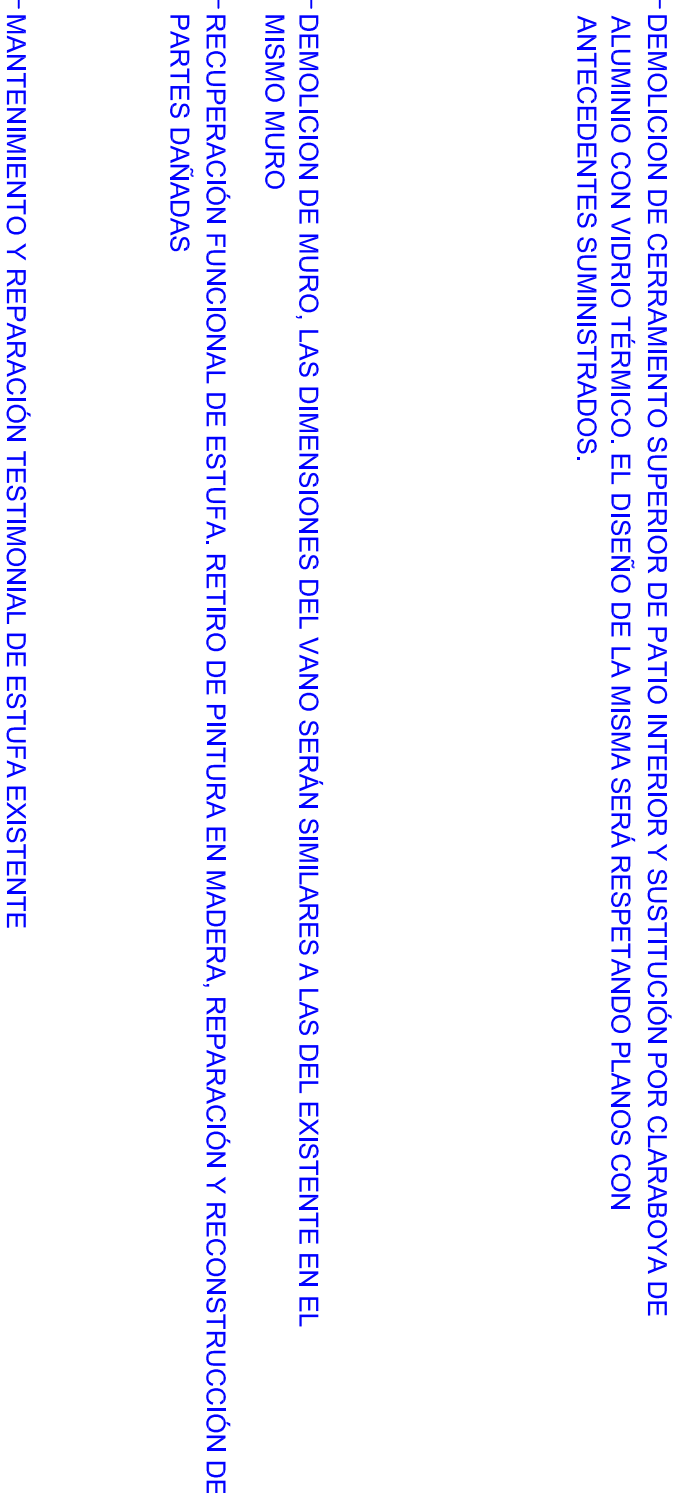 DEMOLICION DE CERRAMIENTO SUPERIOR DE PATIO INTERIOR Y SUSTITUCIÓN POR CLARABOYA DE
ALUMINIO CON VIDRIO TÉRMICO. EL DISEÑO DE LA MISMA SERÁ RESPETANDO PLANOS CON
ANTECEDENTES SUMINISTRADOS.
DEMOLICION DE MURO, LAS DIMENSIONES DEL VANO SERÁN SIMILARES A LAS DEL EXISTENTE EN EL
MISMO MURO
RECUPERACIÓN FUNCIONAL DE ESTUFA. RETIRO DE PINTURA EN MADERA, REPARACIÓN Y RECONSTRUCCIÓN DE
PARTES DAÑADAS
MANTENIMIENTO Y REPARACIÓN TESTIMONIAL DE ESTUFA EXISTENTE